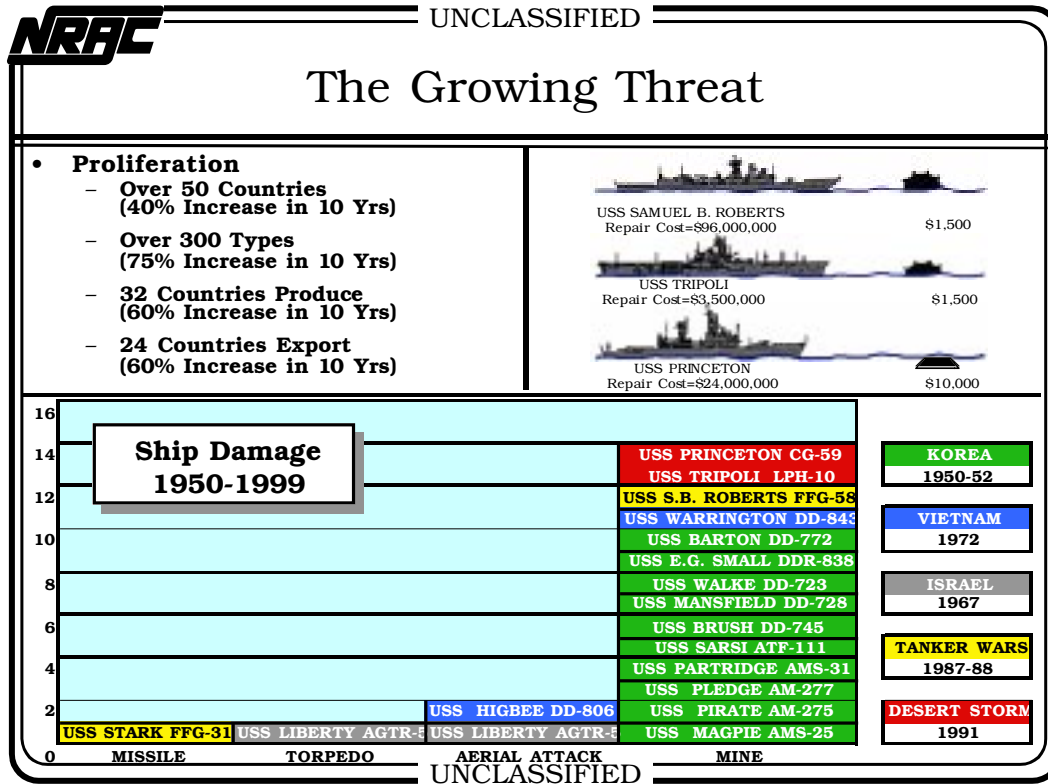 UNCLASSIFIED
NRAC
The Growing Threat
• Proliferation
– Over 50 Countries
(40% Increase in 10 Yrs)
– Over 300 Types
(75% Increase in 10 Yrs)
– 32 Countries Produce
(60% Increase in 10 Yrs)
– 24 Countries Export
(60% Increase in 10 Yrs)
USS SAMUEL B. ROBERTS
Repair Cost=$96,000,000
$1,500
USS TRIPOLI
Repair Cost=$3,500,000
$1,500
USS PRINCETON
Repair Cost=$24,000,000
$10,000
Ship Damage
1950-1999
16
14
12
10
8
6
4
2
0
USS PRINCETON CG-59
USS TRIPOLI LPH-10
USS S.B. ROBERTS FFG-58
USS WARRINGTON DD-843
USS BARTON DD-772
USS E.G. SMALL DDR-838
USS WALKE DD-723
USS MANSFIELD DD-728
USS BRUSH DD-745
USS SARSI ATF-111
USS PARTRIDGE AMS-31
USS PLEDGE AM-277
USS HIGBEE DD-806
USS PIRATE AM-275
USS STARK FFG-31
USS LIBERTY AGTR-5
USS LIBERTY AGTR-5
USS MAGPIE AMS-25
MISSILE
TORPEDO
AERIAL ATTACK
MINE
KOREA
1950-52
VIETNAM
1972
ISRAEL
1967
TANKER WARS
1987-88
DESERT STORM
1991
UNCLASSIFIED